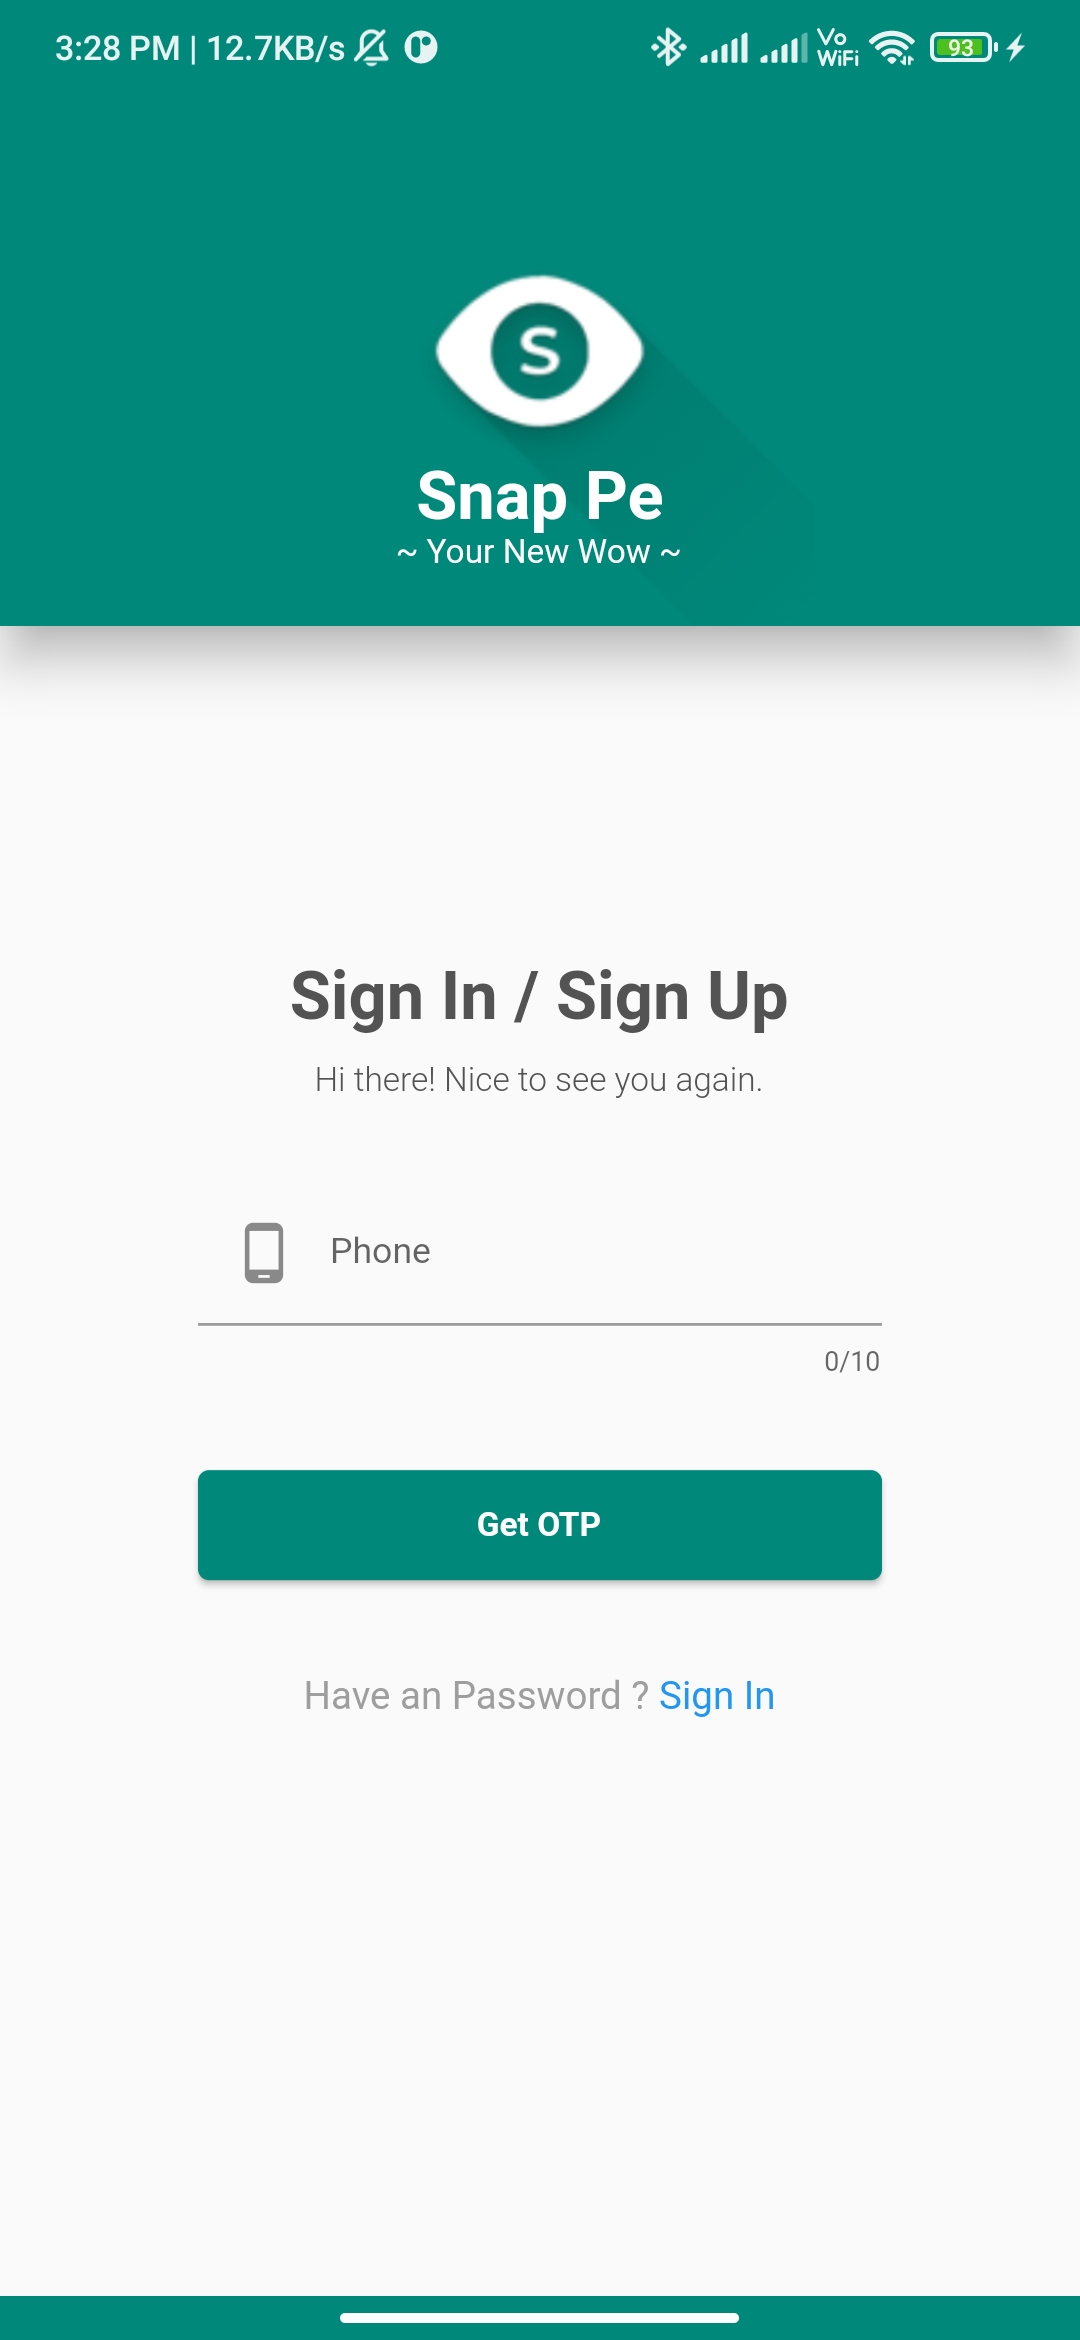 3:28 PM | 12.7KB/s Vo WiFi 93
S
Snap Pe
~ Your New Wow ~
Sign In / Sign Up
Hi there! Nice to see you again.
Phone
0/10
Get OTP
Have an Password ? Sign In